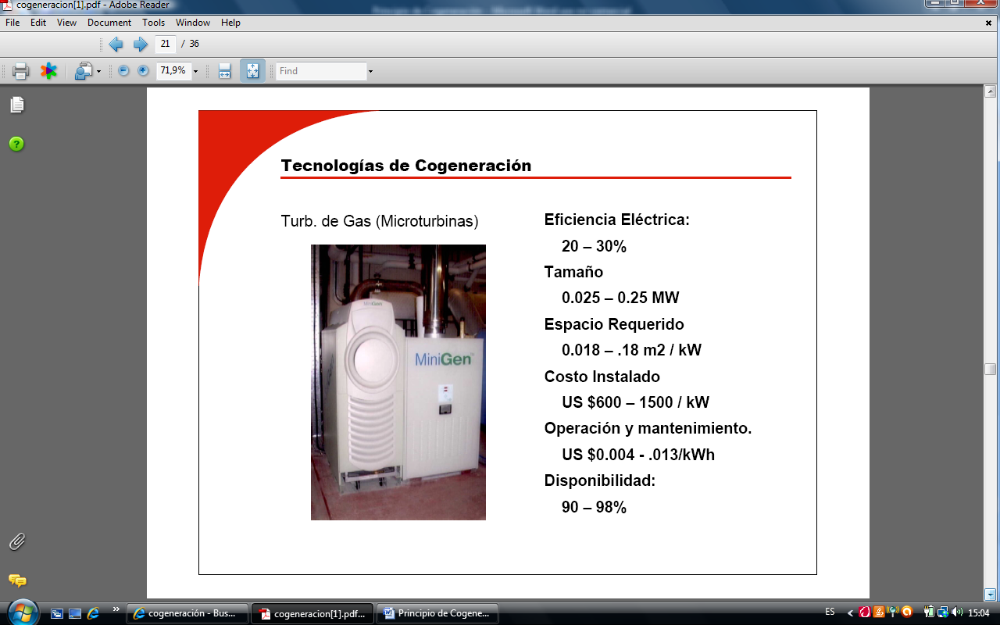 cogeneracion[1].pdf - Adobe Reader
File Edit View Document Tools Window Help
21 / 36
71,9% Find
Tecnologías de Cogeneración
Turb. de Gas (Microturbinas)
MiniGen
MiniGen™
Eficiencia Eléctrica:
20 – 30%
Tamaño
0.025 – 0.25 MW
Espacio Requerido
0.018 – .18 m2 / kW
Costo Instalado
US $600 – 1500 / kW
Operación y mantenimiento.
US $0.004 - .013/kWh
Disponibilidad:
90 – 98%
cogeneración - Bus... cogeneracion[1].pdf... Principio de Cogene... ES 15:04